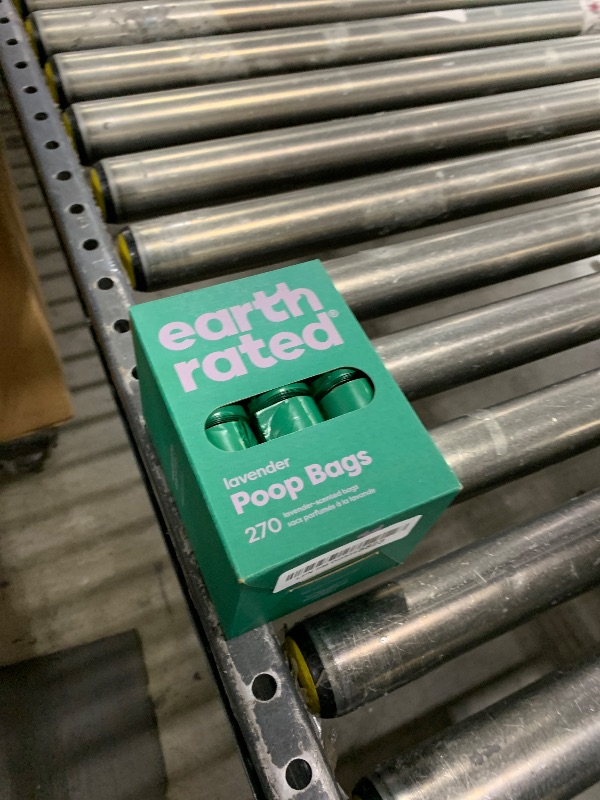 earth
rated®
lavender
Poop Bags
270
lavender-scented bags
sacs parfumés à la lavande